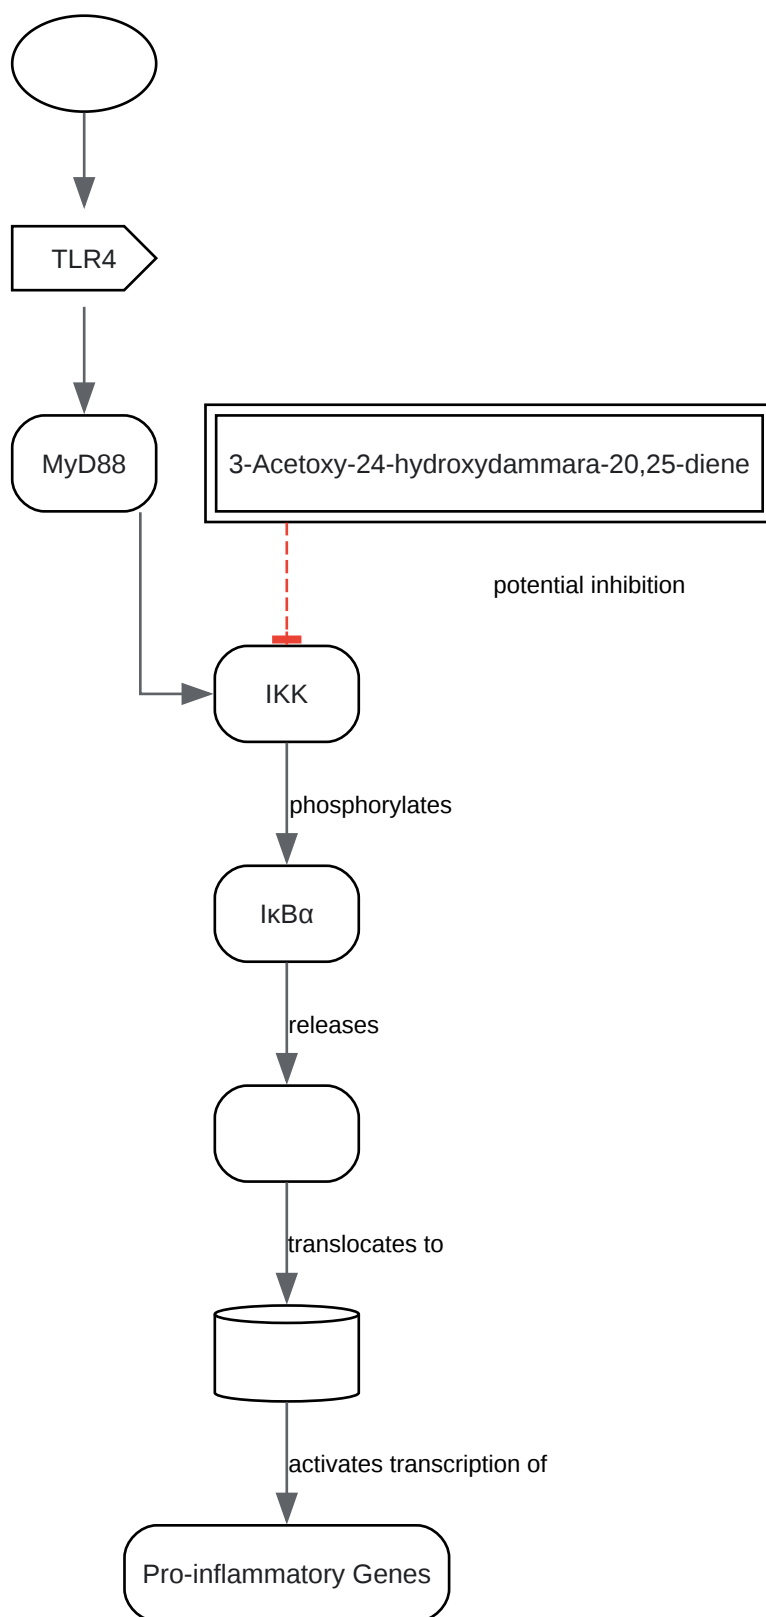 TLR4
MyD88
3-Acetoxy-24-hydroxydammara-20,25-diene
potential inhibition
IKK
phosphorylates
IκBα
releases
translocates to
activates transcription of
Pro-inflammatory Genes